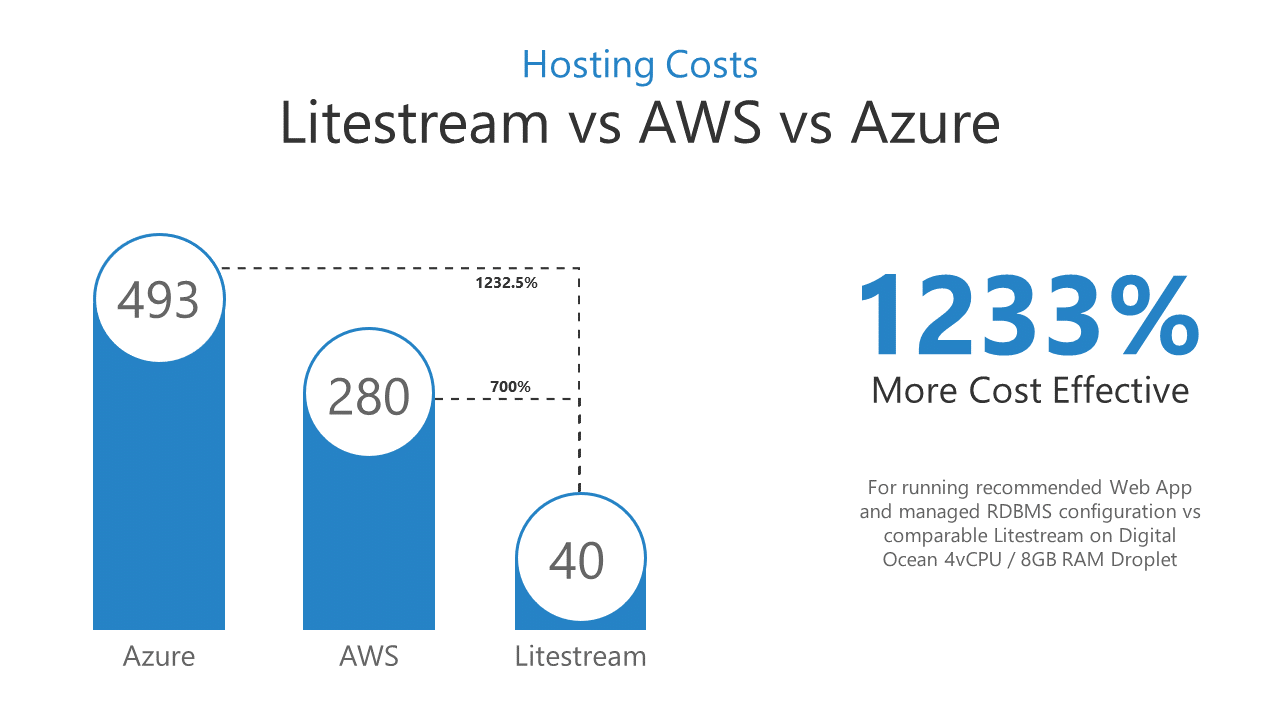 Hosting Costs
Litestream vs AWS vs Azure
493
1232.5%
280
700%
40
Azure
AWS
Litestream
1233%
More Cost Effective
For running recommended Web App
and managed RDBMS configuration vs
comparable Litestream on Digital
Ocean 4vCPU / 8GB RAM Droplet